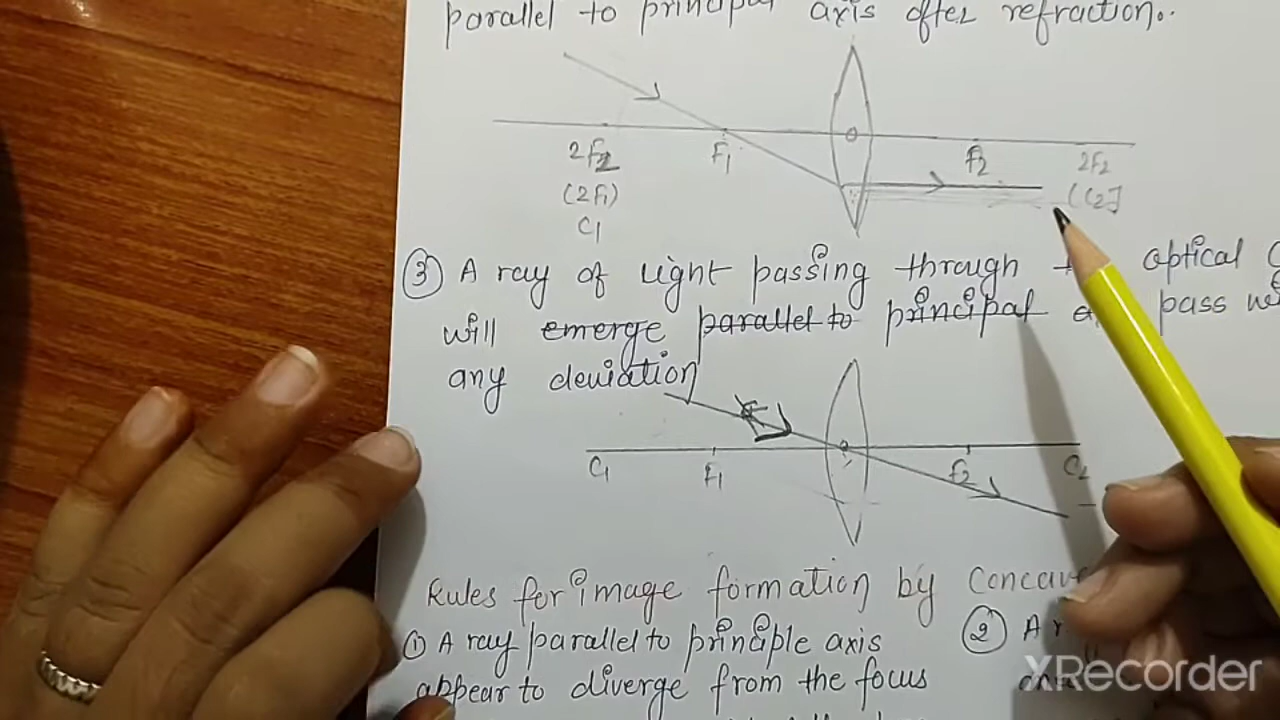 parallel to principal axis after refraction.
F1 O F2
2F2 2F2
(2F1) (C2]
C1
③ A ray of light passing through optical
will emerge parallel to principal pass
any deviation
C1 F1 O F2 C2
Rules for image formation by Concave
① A ray parallel to principle axis
appear to diverge from the focus
② A
XRecorder